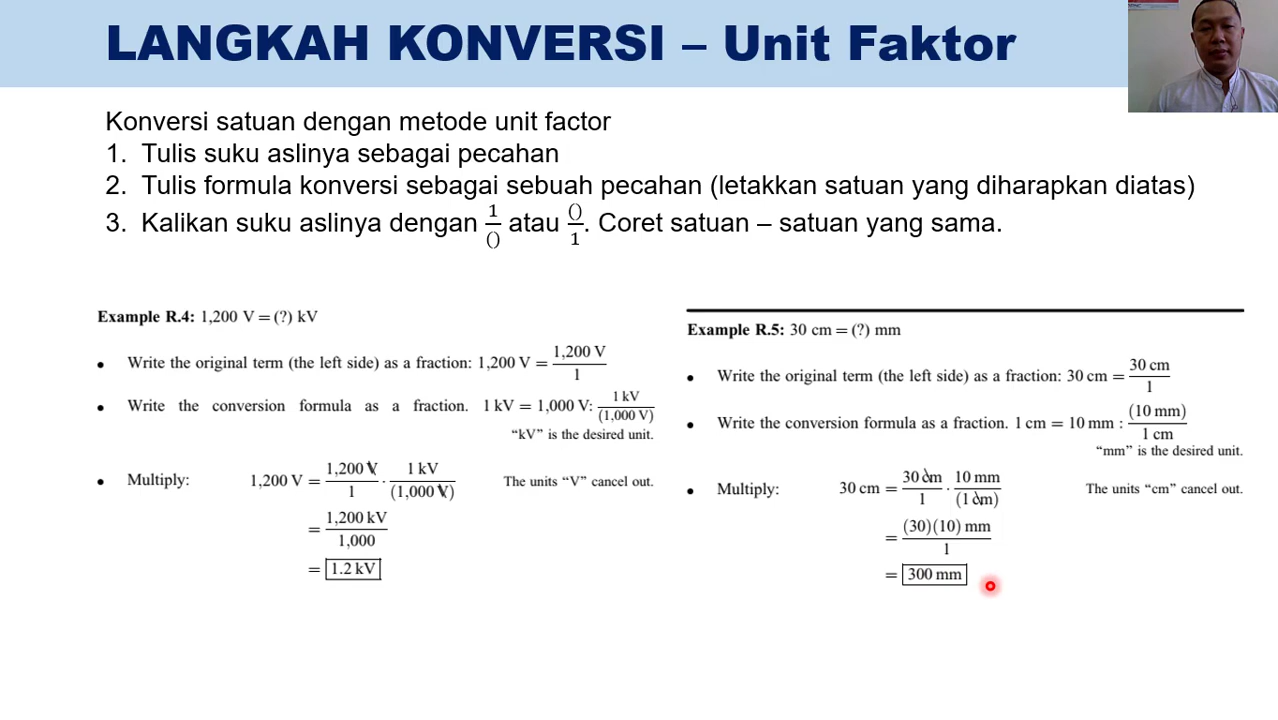 LANGKAH KONVERSI – Unit Faktor
Konversi satuan dengan metode unit factor
1. Tulis suku aslinya sebagai pecahan
2. Tulis formula konversi sebagai sebuah pecahan (letakkan satuan yang diharapkan diatas)
3. Kalikan suku aslinya dengan 1/() atau ()/1. Coret satuan – satuan yang sama.
Example R.4: 1,200 V = (?) kV
• Write the original term (the left side) as a fraction: 1,200 V = 1,200 V/1
• Write the conversion formula as a fraction. 1 kV = 1,000 V: 1 kV/(1,000 V)
“kV” is the desired unit.
• Multiply: 1,200 V = 1,200 V/1 · 1 kV/(1,000 V) The units “V” cancel out.
= 1,200 kV/1,000
= 1.2 kV
Example R.5: 30 cm = (?) mm
• Write the original term (the left side) as a fraction: 30 cm = 30 cm/1
• Write the conversion formula as a fraction. 1 cm = 10 mm : (10 mm)/1 cm
“mm” is the desired unit.
• Multiply: 30 cm = 30 cm/1 · 10 mm/(1 cm) The units “cm” cancel out.
= (30)(10) mm/1
= 300 mm